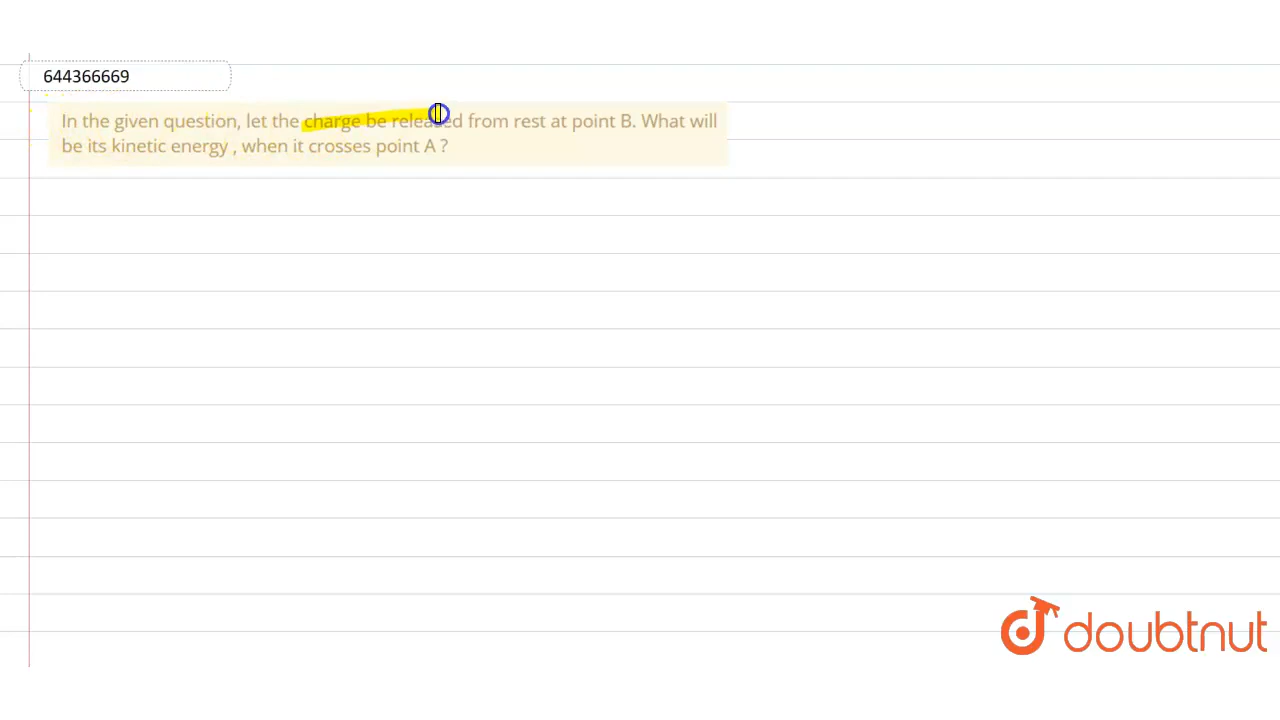 644366669
In the given question, let the charge be released from rest at point B. What will
be its kinetic energy , when it crosses point A ?
doubtnut